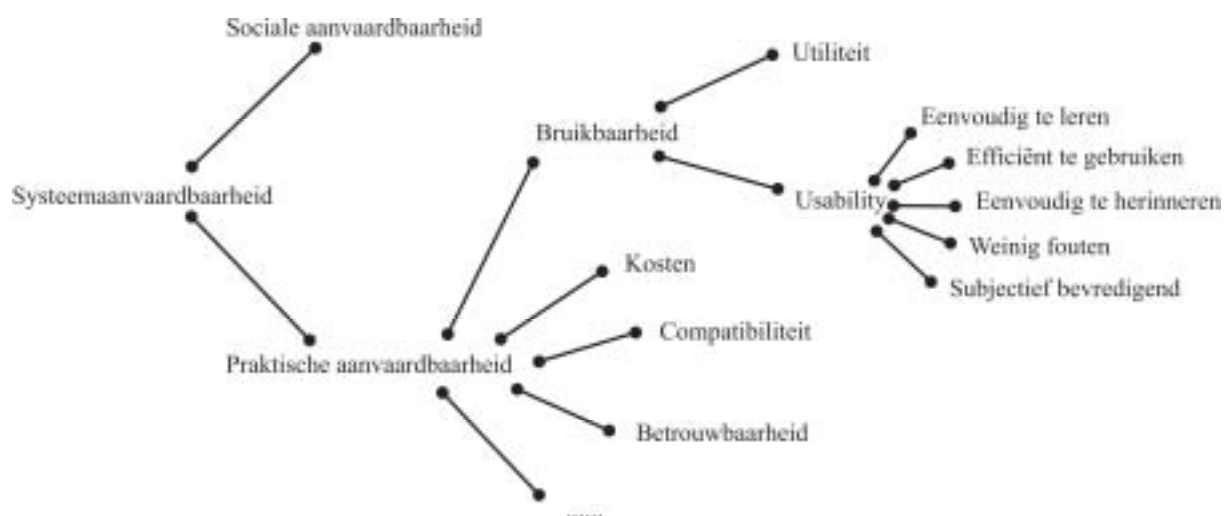 Sociale aanvaardbaarheid
Utiliteit
Eenvoudig te leren
Bruikbaarheid
Efficiënt te gebruiken
Systeemaanvaardbaarheid
Usability
Eenvoudig te herinneren
Weinig fouten
Kosten
Subjectief bevredigend
Compatibiliteit
Praktische aanvaardbaarheid
Betrouwbaarheid